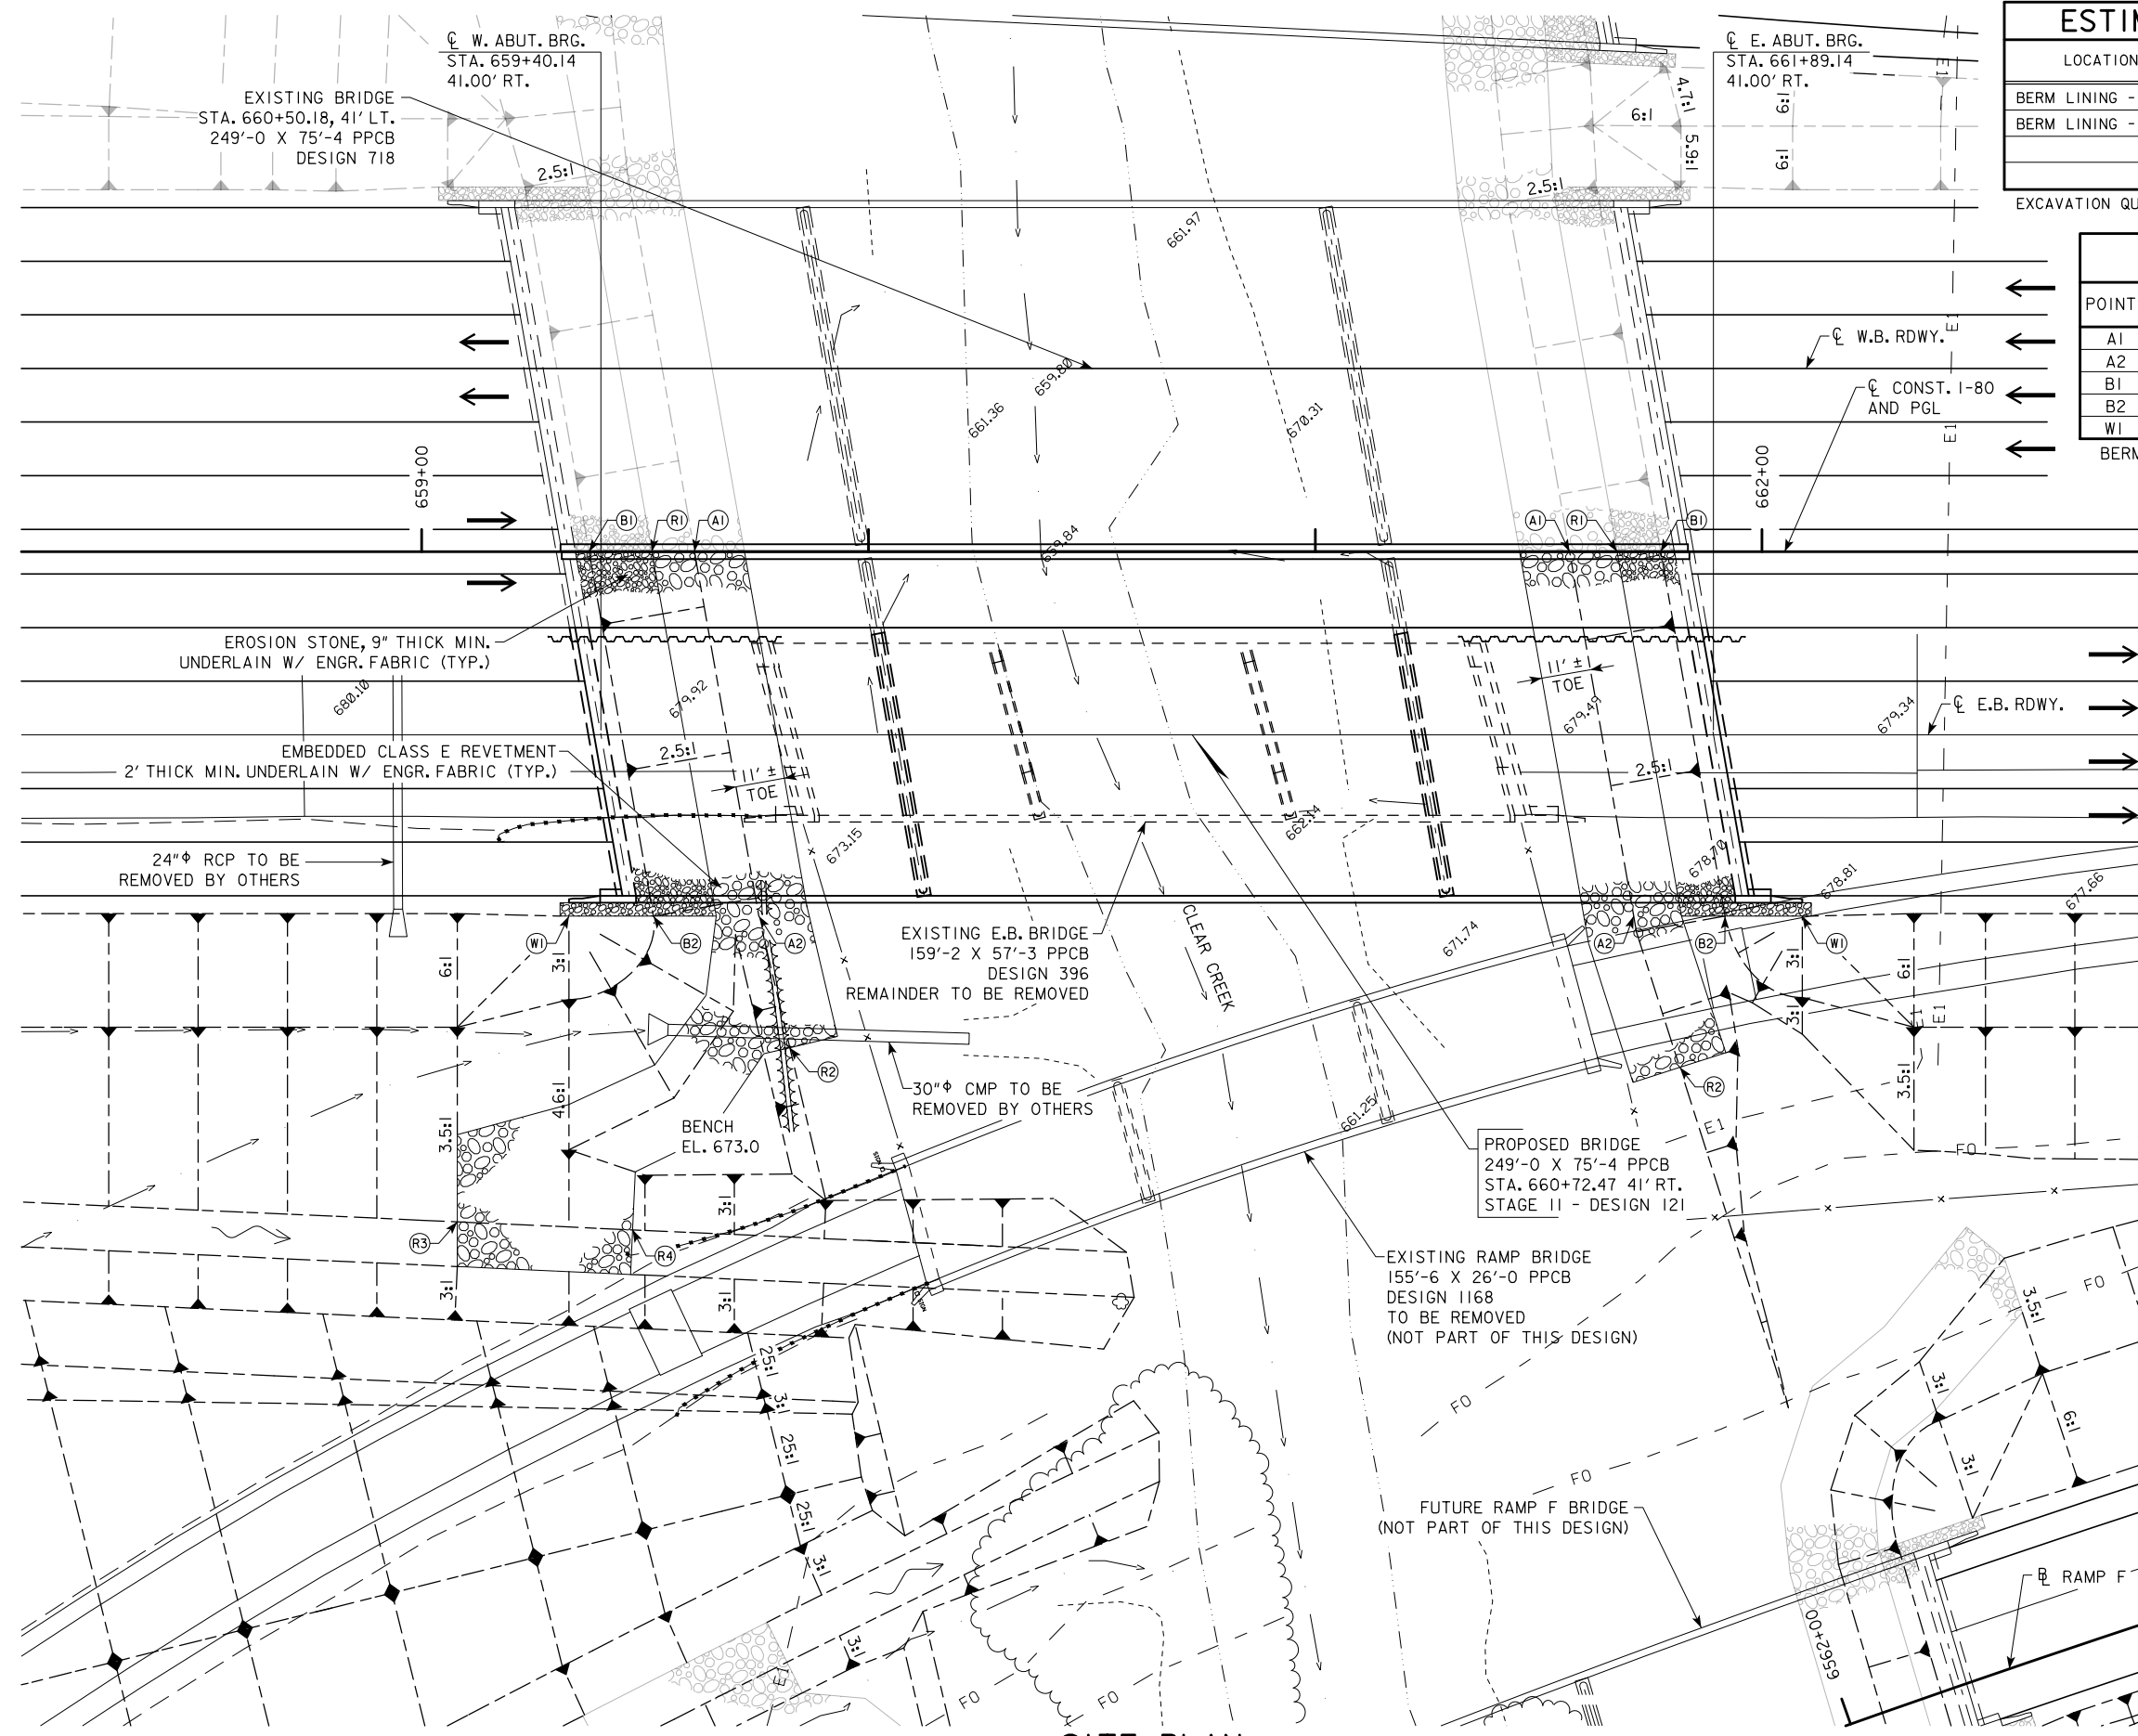 ℄ W. ABUT. BRG.
STA. 659+40.14
41.00' RT.
℄ E. ABUT. BRG.
STA. 661+89.14
41.00' RT.
EXISTING BRIDGE
STA. 660+50.18, 41' LT.
249'-0 X 75'-4 PPCB
DESIGN 718
LOCATION
BERM LINING -
BERM LINING -
POINT
A1
A2
B1
B2
W1
4.7:1
6:1
5.9:1
6:1
6:1
E1
2.5:1
2.5:1
661.97
659.80
661.36
670.31
659.84
E1
E1
℄ W.B. RDWY.
℄ CONST. I-80
AND PGL
659+00
662+00
B1
R1
A1
A1
R1
B1
EROSION STONE, 9" THICK MIN.
UNDERLAIN W/ ENGR. FABRIC (TYP.)
680.10
679.92
11' ±
TOE
679.49
679.34
℄ E.B. RDWY.
EMBEDDED CLASS E REVETMENT
2' THICK MIN. UNDERLAIN W/ ENGR. FABRIC (TYP.)
2.5:1
11' ±
TOE
2.5:1
24"ϕ RCP TO BE
REMOVED BY OTHERS
673.15
662.14
678.70
678.81
677.66
W1
B2
A2
A2
B2
W1
EXISTING E.B. BRIDGE
159'-2 X 57'-3 PPCB
DESIGN 396
REMAINDER TO BE REMOVED
CLEAR CREEK
671.74
6:1
3:1
3:1
6:1
3:1
E1
E1
R2
R2
30"ϕ CMP TO BE
REMOVED BY OTHERS
661.25
3.5:1
4.6:1
3.5:1
BENCH
EL. 673.0
E1
FO
PROPOSED BRIDGE
249'-0 X 75'-4 PPCB
STA. 660+72.47 41' RT.
STAGE II - DESIGN 121
3:1
R3
R4
3:1
3:1
EXISTING RAMP BRIDGE
155'-6 X 26'-0 PPCB
DESIGN 1168
TO BE REMOVED
(NOT PART OF THIS DESIGN)
FO
3.5:1
25:1
3:1
25:1
25:1
3:1
FO
3:1
6:1
3:1
FO
FUTURE RAMP F BRIDGE
(NOT PART OF THIS DESIGN)
RAMP F
6562+00
3:1
E1
FO
FO